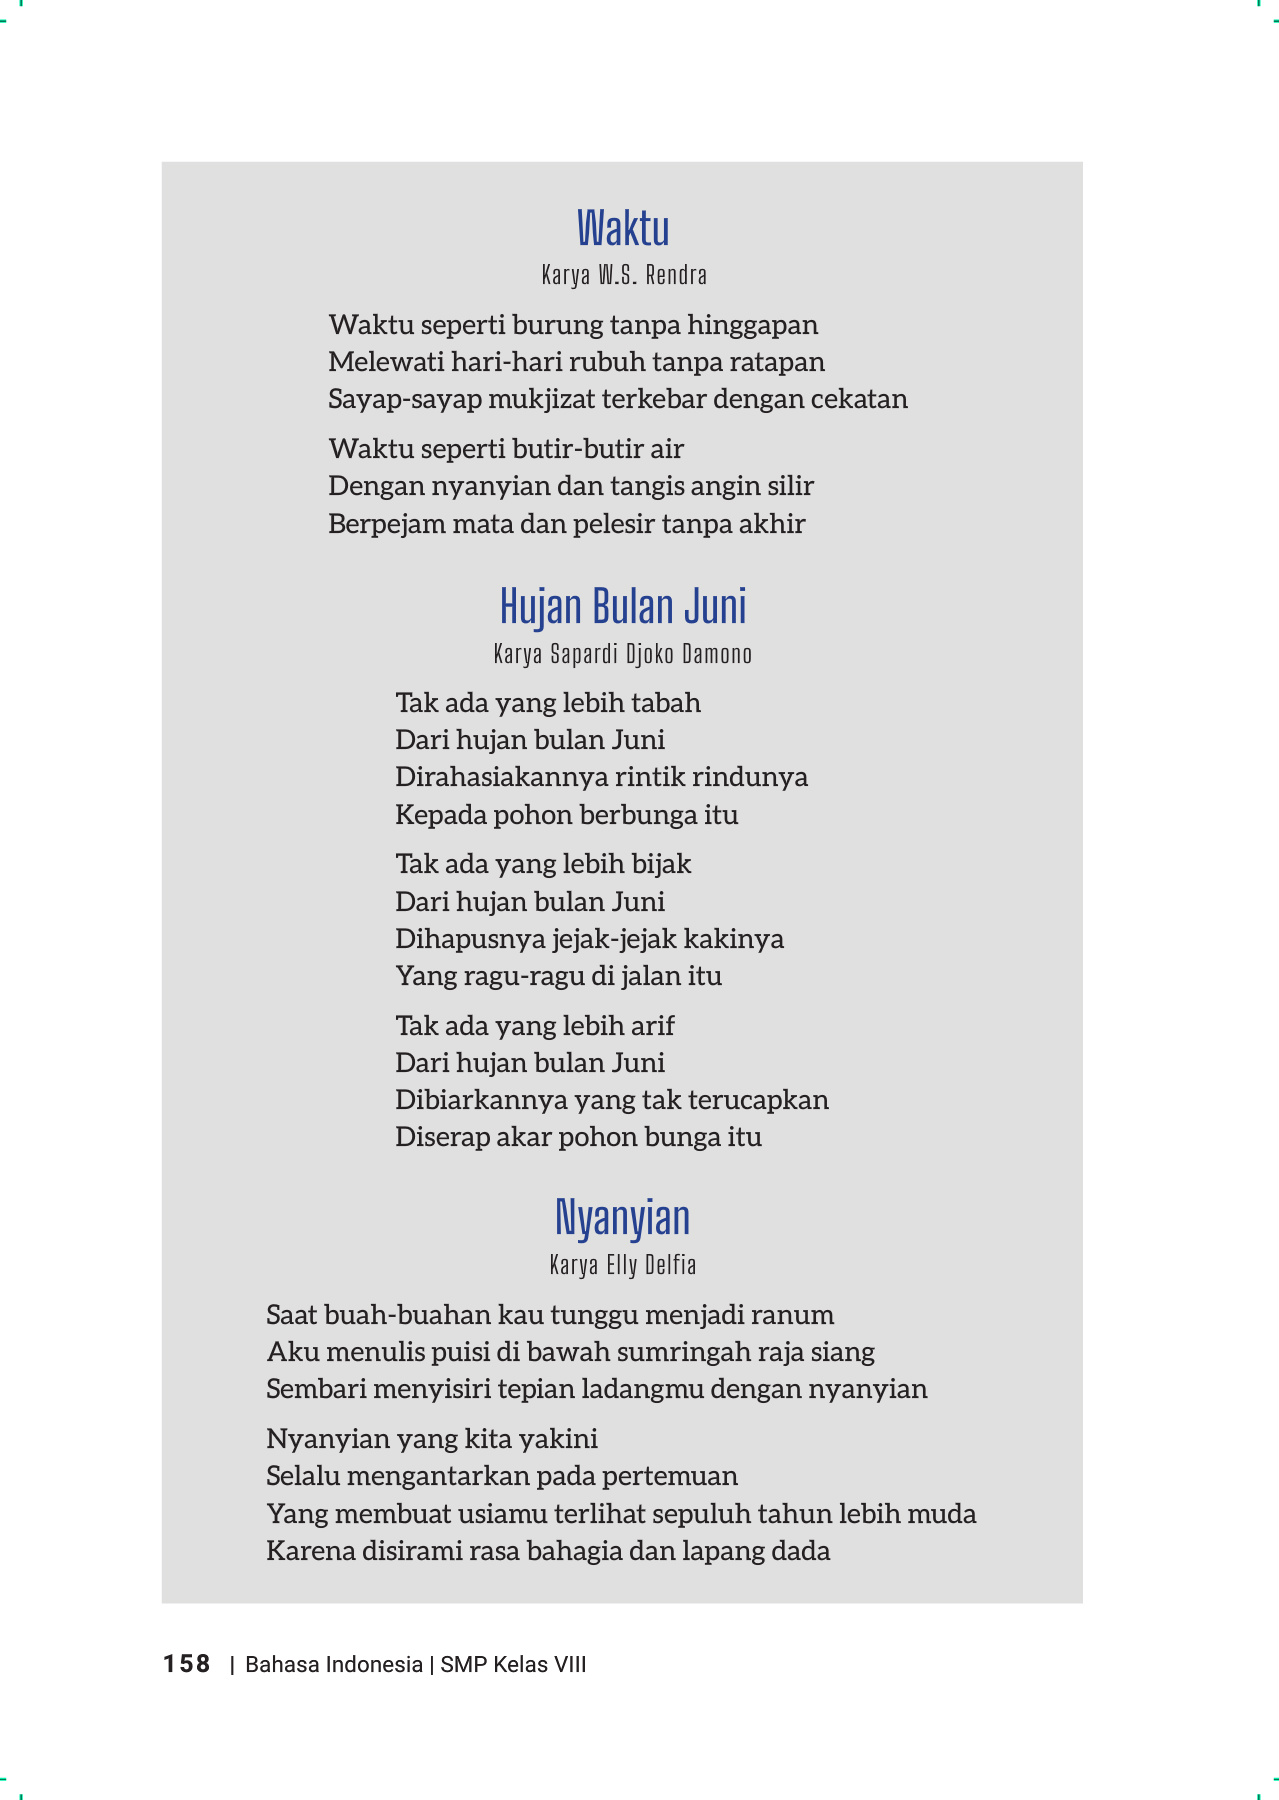 Waktu
Karya W.S. Rendra
Waktu seperti burung tanpa hinggapan
Melewati hari-hari rubuh tanpa ratapan
Sayap-sayap mukjizat terkebar dengan cekatan
Waktu seperti butir-butir air
Dengan nyanyian dan tangis angin silir
Berpejam mata dan pelesir tanpa akhir
Hujan Bulan Juni
Karya Sapardi Djoko Damono
Tak ada yang lebih tabah
Dari hujan bulan Juni
Dirahasiakannya rintik rindunya
Kepada pohon berbunga itu
Tak ada yang lebih bijak
Dari hujan bulan Juni
Dihapusnya jejak-jejak kakinya
Yang ragu-ragu di jalan itu
Tak ada yang lebih arif
Dari hujan bulan Juni
Dibiarkannya yang tak terucapkan
Diserap akar pohon bunga itu
Nyanyian
Karya Elly Delfia
Saat buah-buahan kau tunggu menjadi ranum
Aku menulis puisi di bawah sumringah raja siang
Sembari menyisiri tepian ladangmu dengan nyanyian
Nyanyian yang kita yakini
Selalu mengantarkan pada pertemuan
Yang membuat usiamu terlihat sepuluh tahun lebih muda
Karena disirami rasa bahagia dan lapang dada
158 | Bahasa Indonesia | SMP Kelas VIII